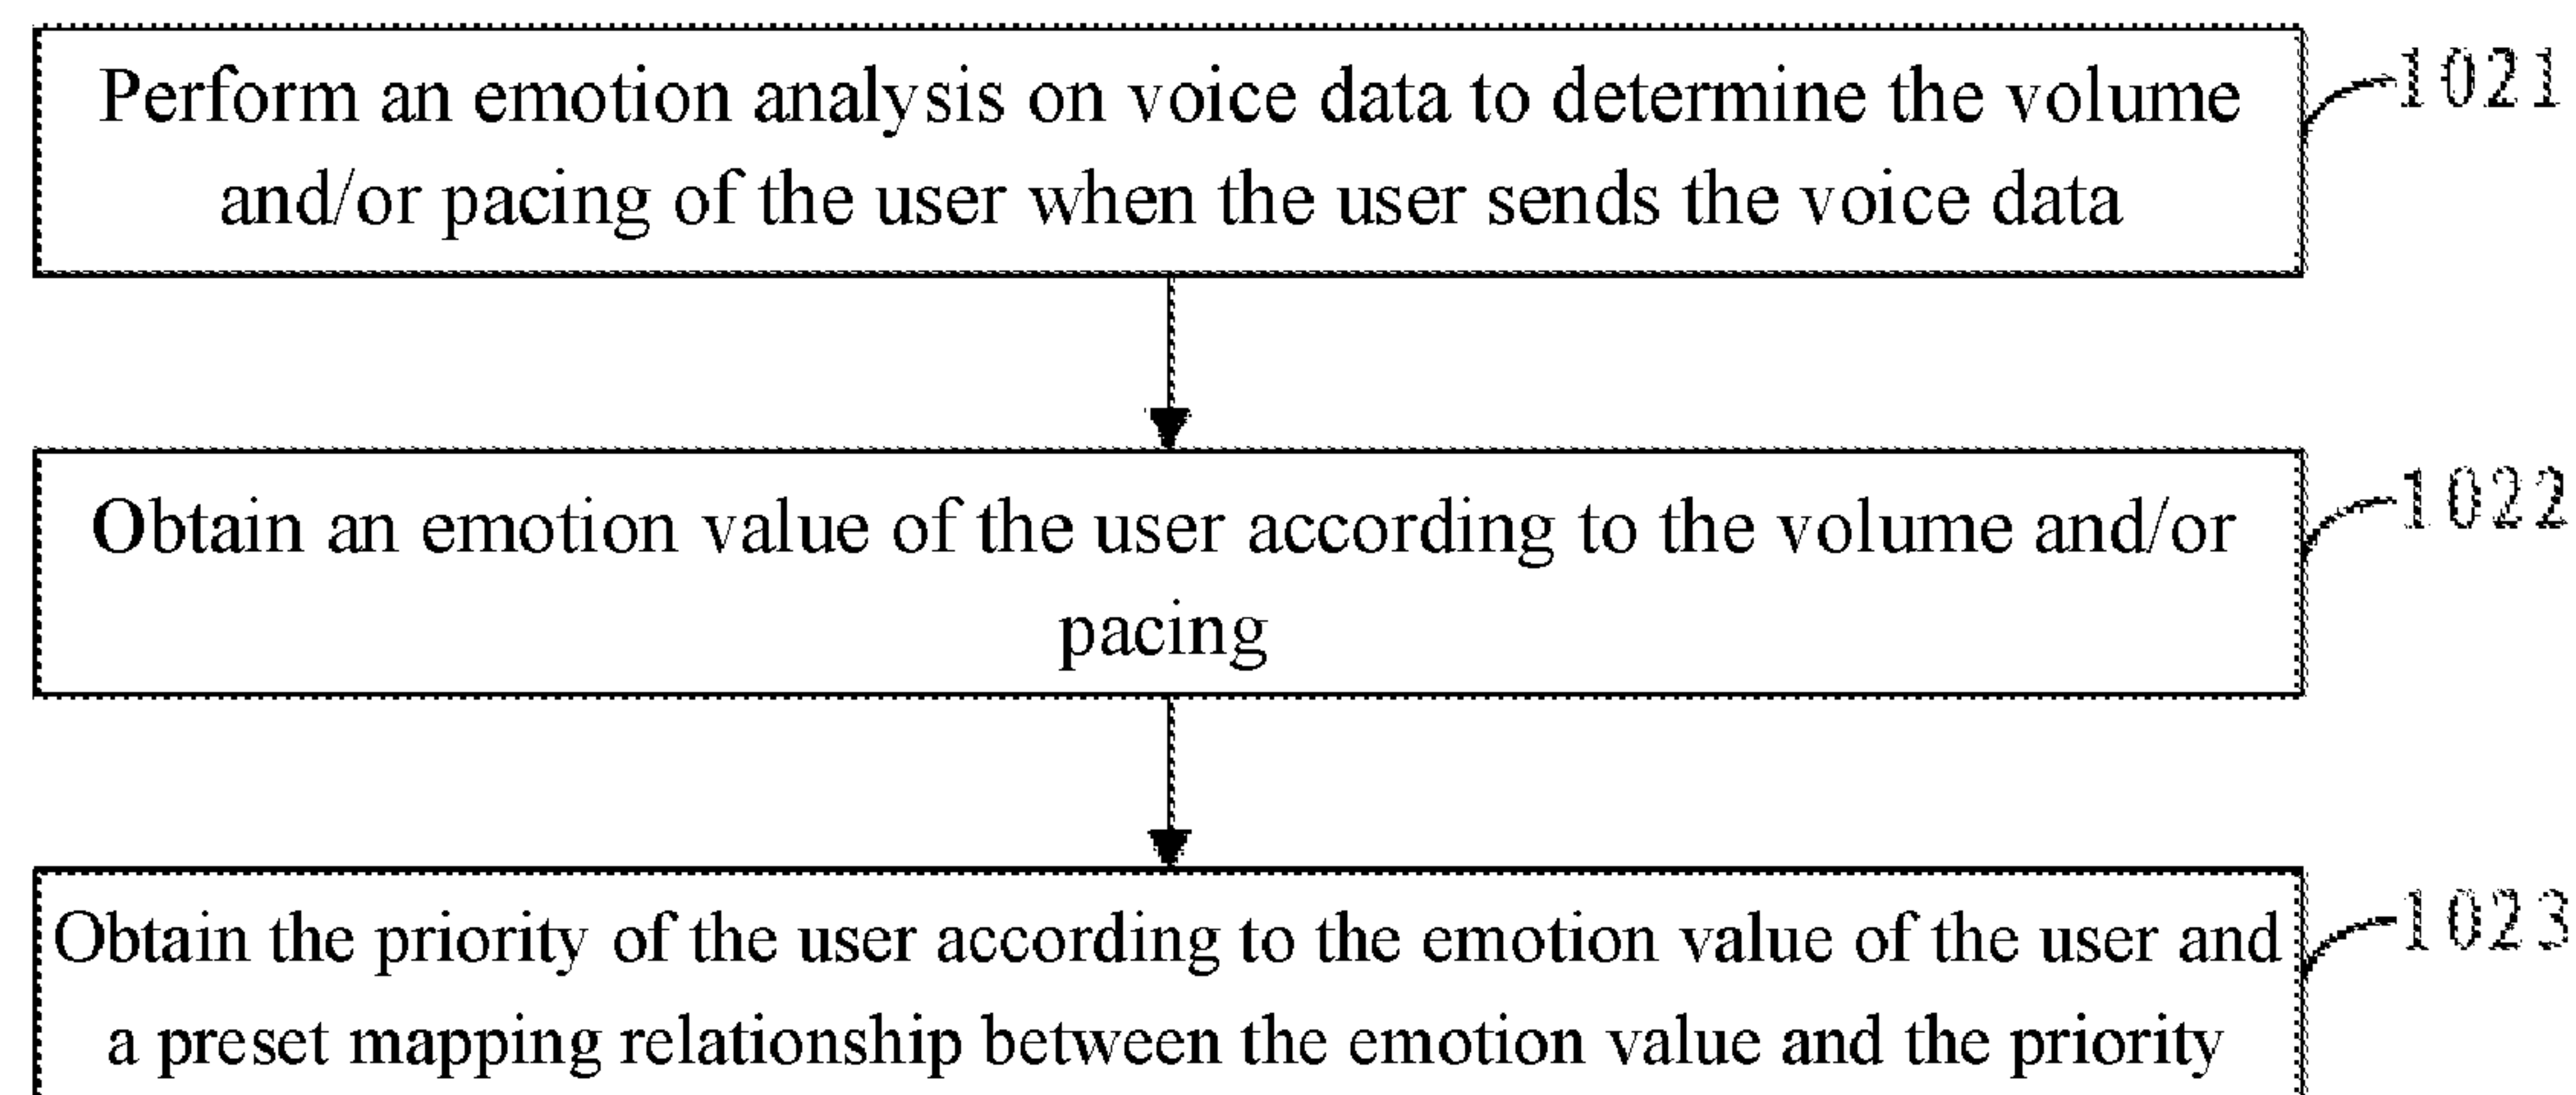 Perform an emotion analysis on voice data to determine the volume
and/or pacing of the user when the user sends the voice data
1021
Obtain an emotion value of the user according to the volume and/or
pacing
1022
Obtain the priority of the user according to the emotion value of the user and
a preset mapping relationship between the emotion value and the priority
1023